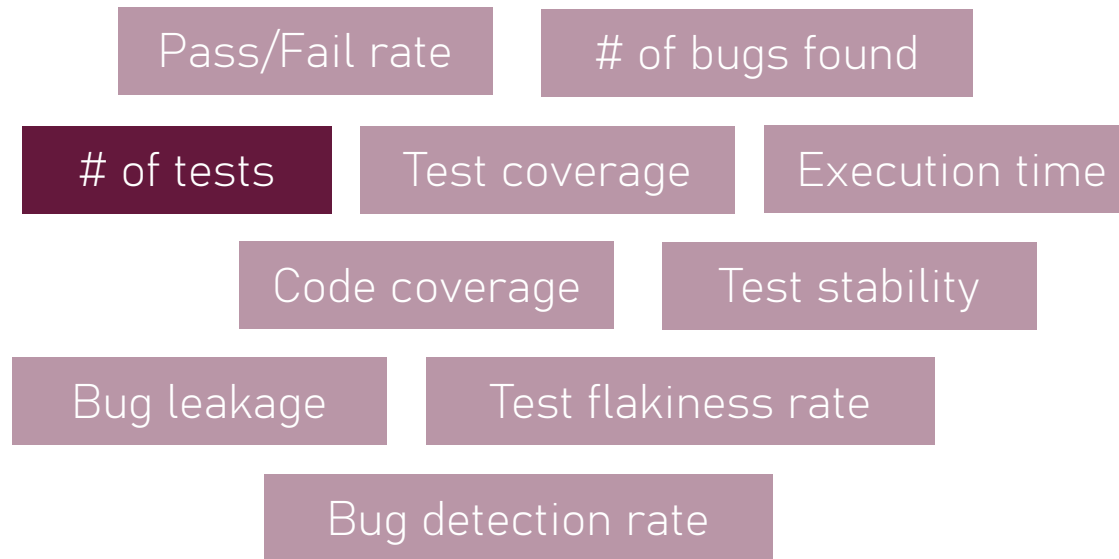 Pass/Fail rate
# of bugs found
# of tests
Test coverage
Execution time
Code coverage
Test stability
Bug leakage
Test flakiness rate
Bug detection rate